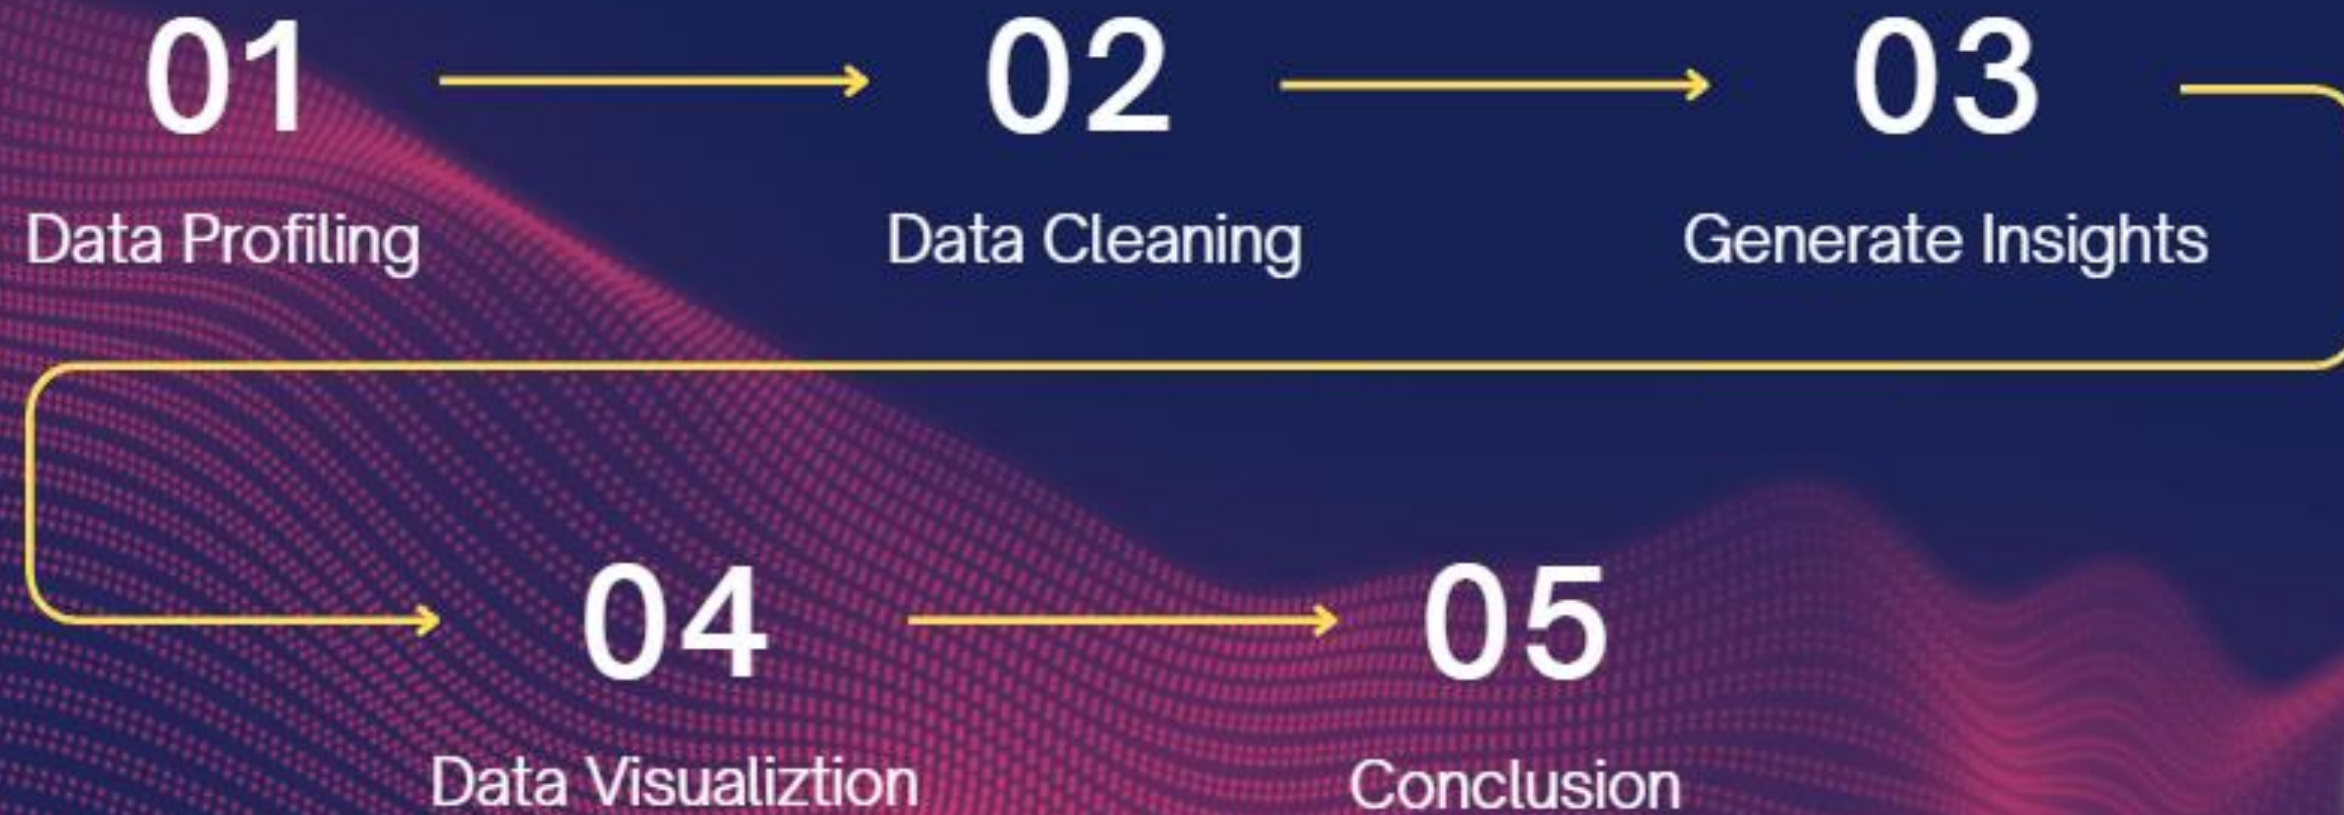 01 02 03
Data Profiling Data Cleaning Generate Insights
04 05
Data Visualiztion Conclusion